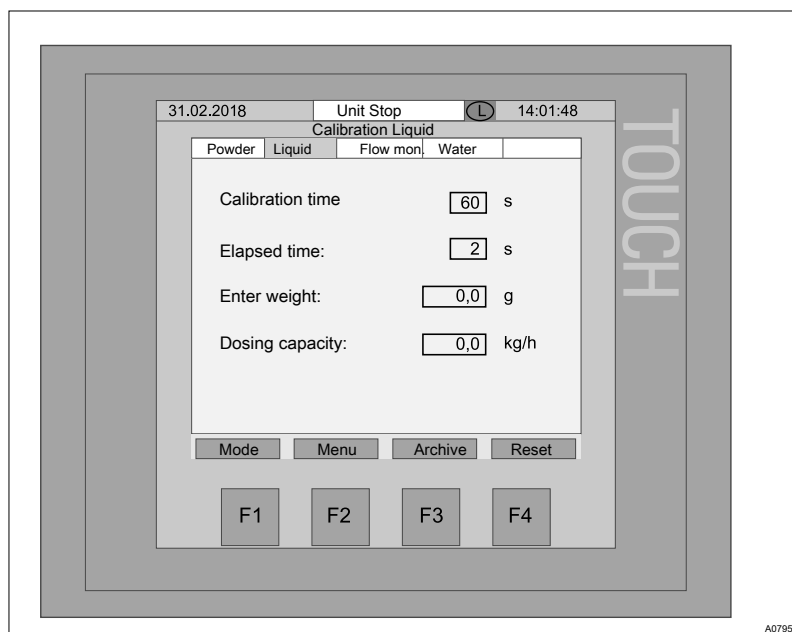 31.02.2018 Unit Stop L 14:01:48
Calibration Liquid
Powder Liquid Flow mon. Water
Calibration time 60 s
Elapsed time: 2 s
Enter weight: 0,0 g
Dosing capacity: 0,0 kg/h
Mode Menu Archive Reset
F1 F2 F3 F4
TOUCH
A0795